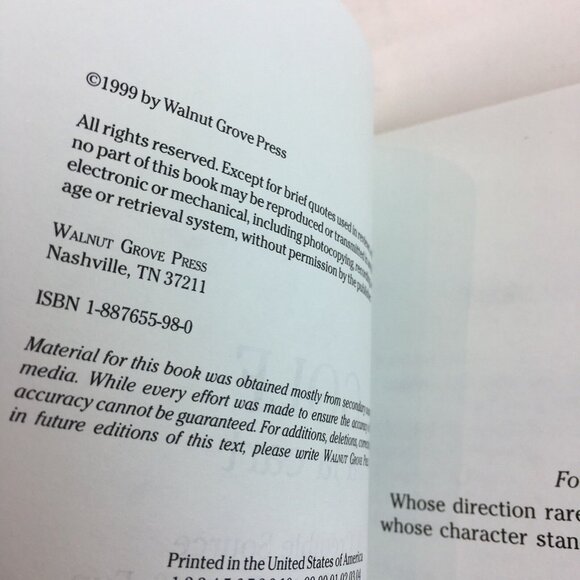 ©1999 by Walnut Grove Press
All rights reserved. Except for brief quotes used in
no part of this book may be reproduced or transmitted
electronic or mechanical, including photocopying,
age or retrieval system, without permission by the
WALNUT GROVE PRESS
Nashville, TN 37211
ISBN 1-887655-98-0
Material for this book was obtained mostly from secondary
media. While every effort was made to ensure the
accuracy cannot be guaranteed. For additions, deletions,
in future editions of this text, please write WALNUT GROVE
Printed in the United States of America
Fo
Whose direction rare
whose character stan